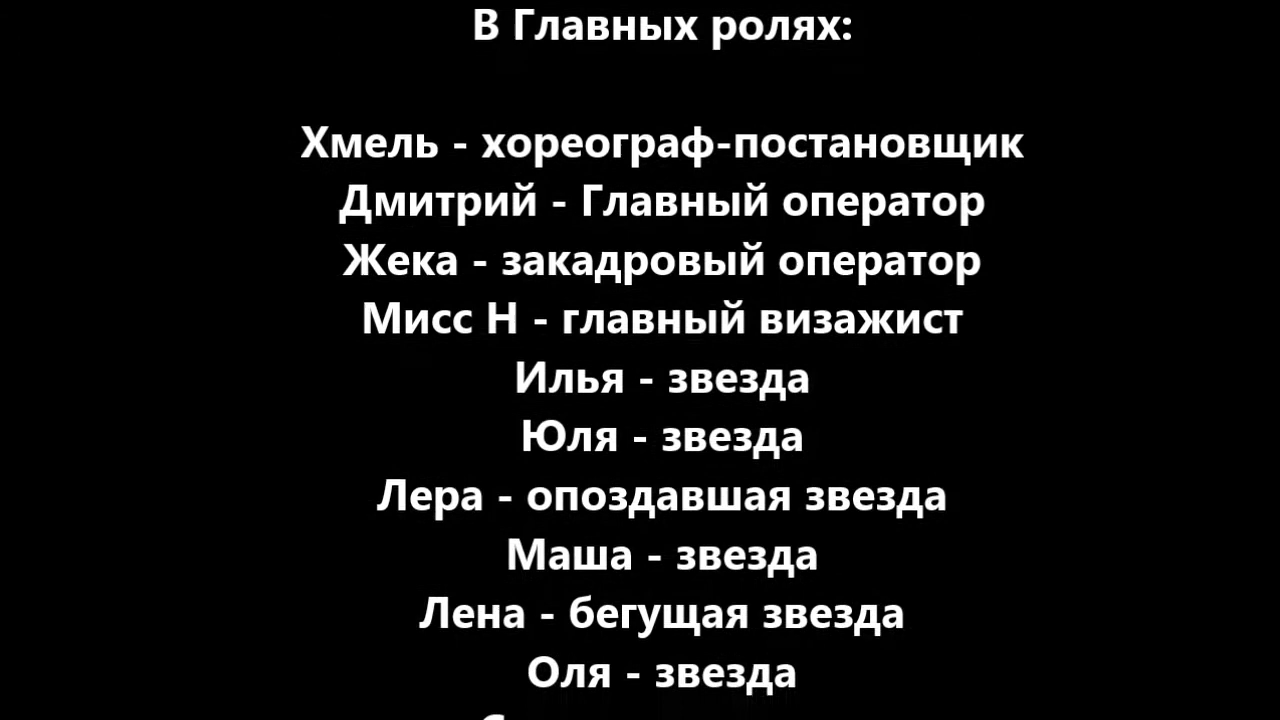 В Главных ролях:
Хмель - хореограф-постановщик
Дмитрий - Главный оператор
Жека - закадровый оператор
Мисс Н - главный визажист
Илья - звезда
Юля - звезда
Лера - опоздавшая звезда
Маша - звезда
Лена - бегущая звезда
Оля - звезда